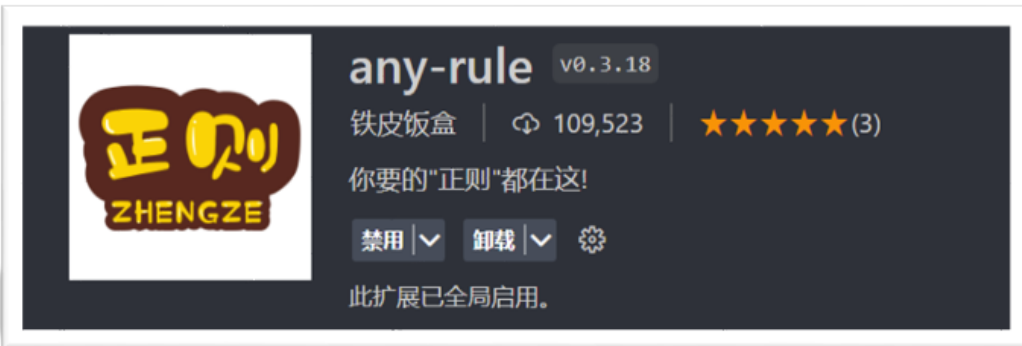 正则
ZHENGZE
any-rule v0.3.18
铁皮饭盒 109,523 ★★★★★(3)
你要的"正则"都在这!
禁用 卸载
此扩展已全局启用。